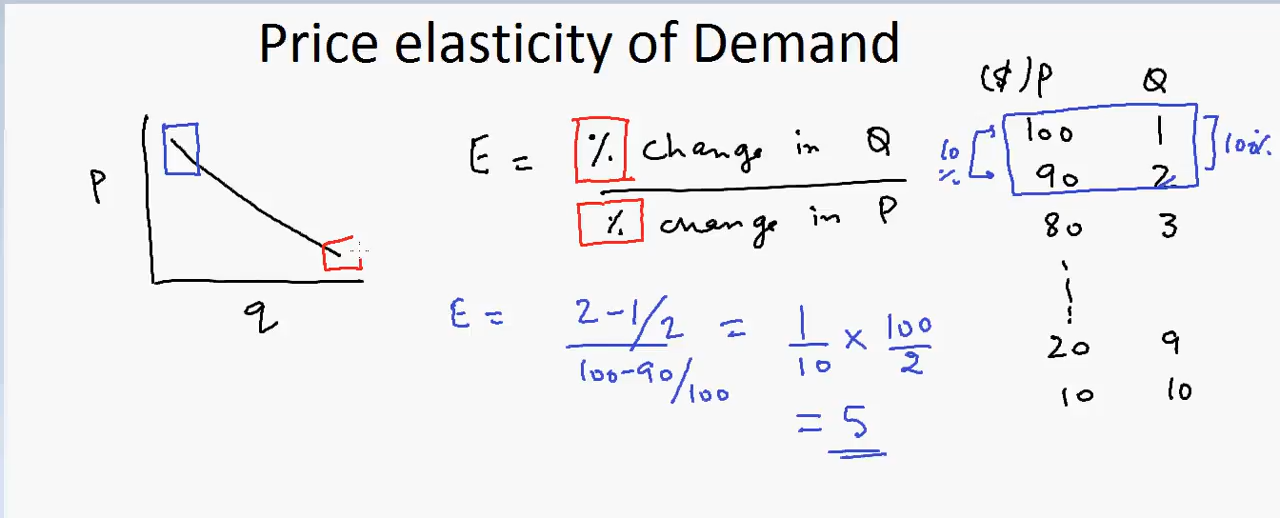 Price elasticity of Demand
($)P Q
100 1
90 2
80 3
20 9
10 10
10 %
100%
P
q
E = % change in Q
% change in P
E = 2-1/2 = 1/10 × 100/2
100-90/100
= 5